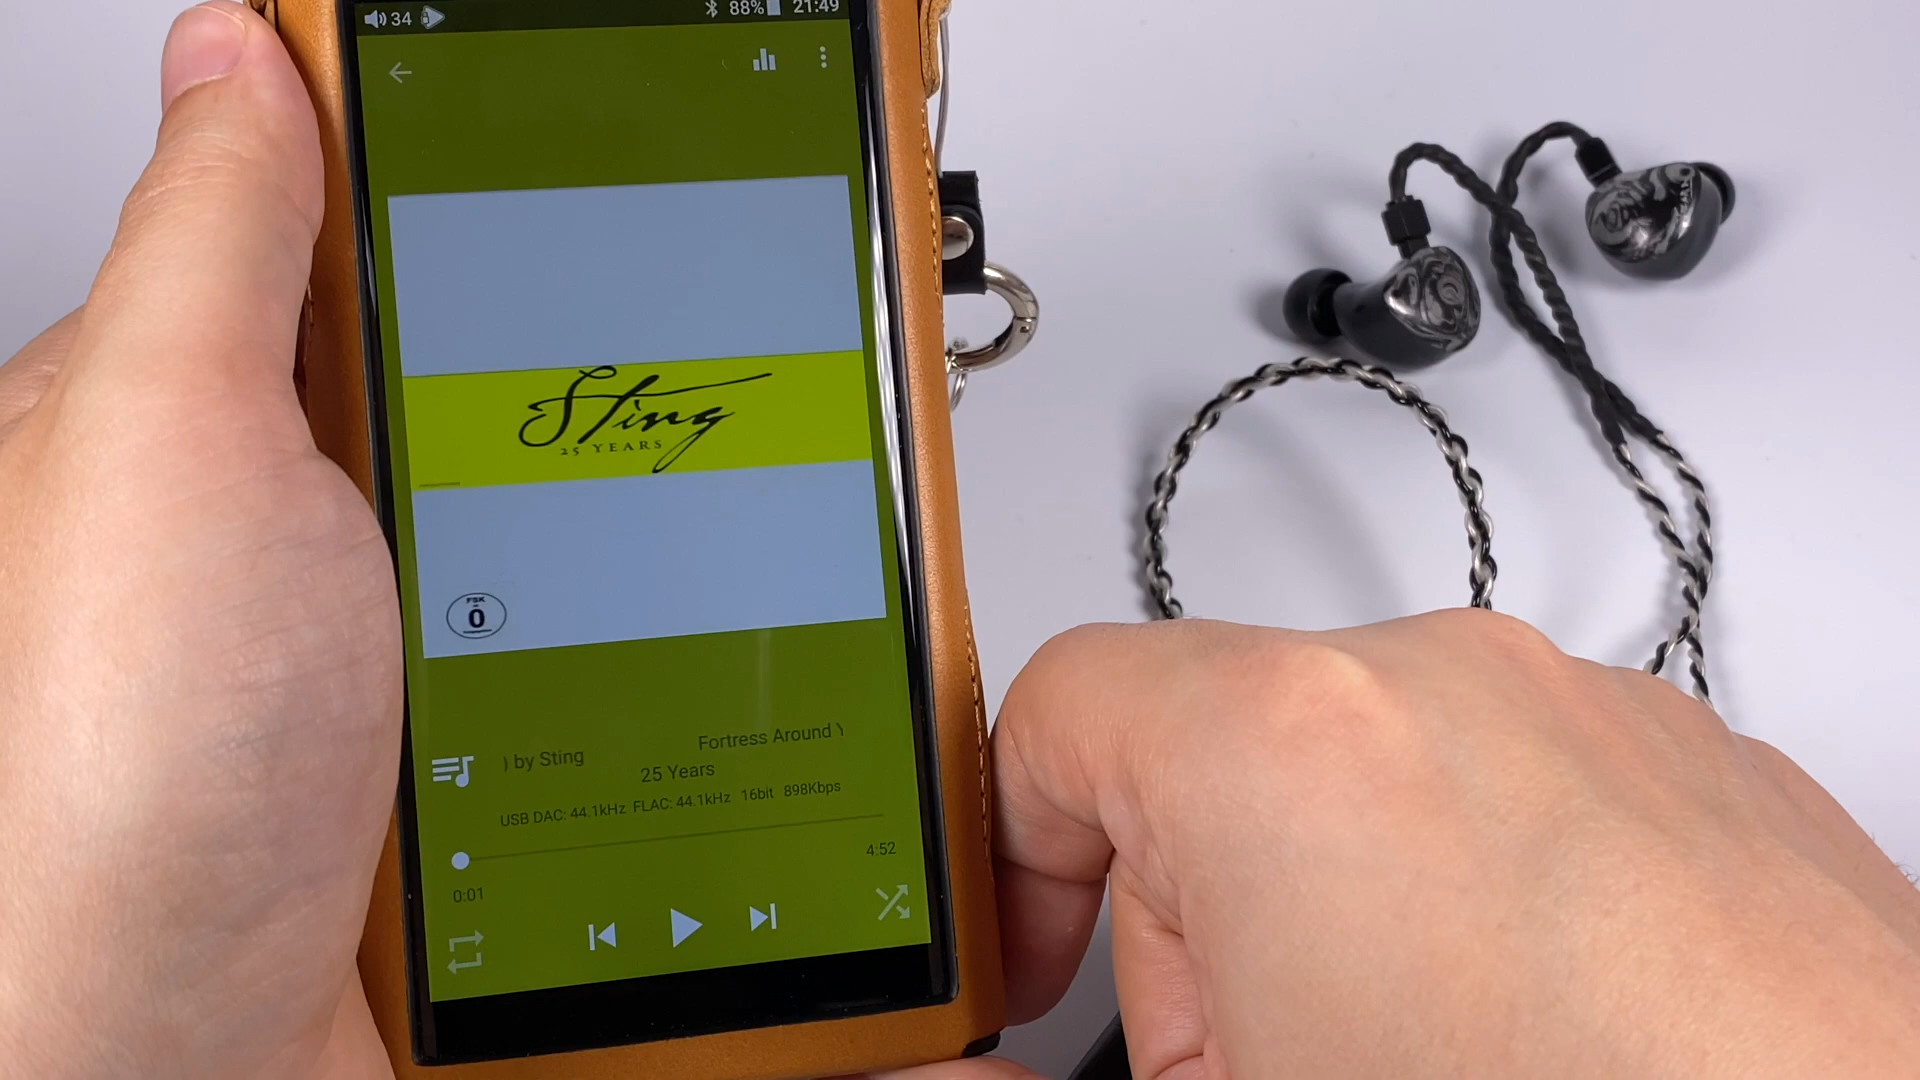 34 88% 21:49
Sting
25 YEARS
FSK
0
) by Sting Fortress Around Y
25 Years
USB DAC: 44.1kHz FLAC: 44.1kHz 16bit 898Kbps
4:52
0:01